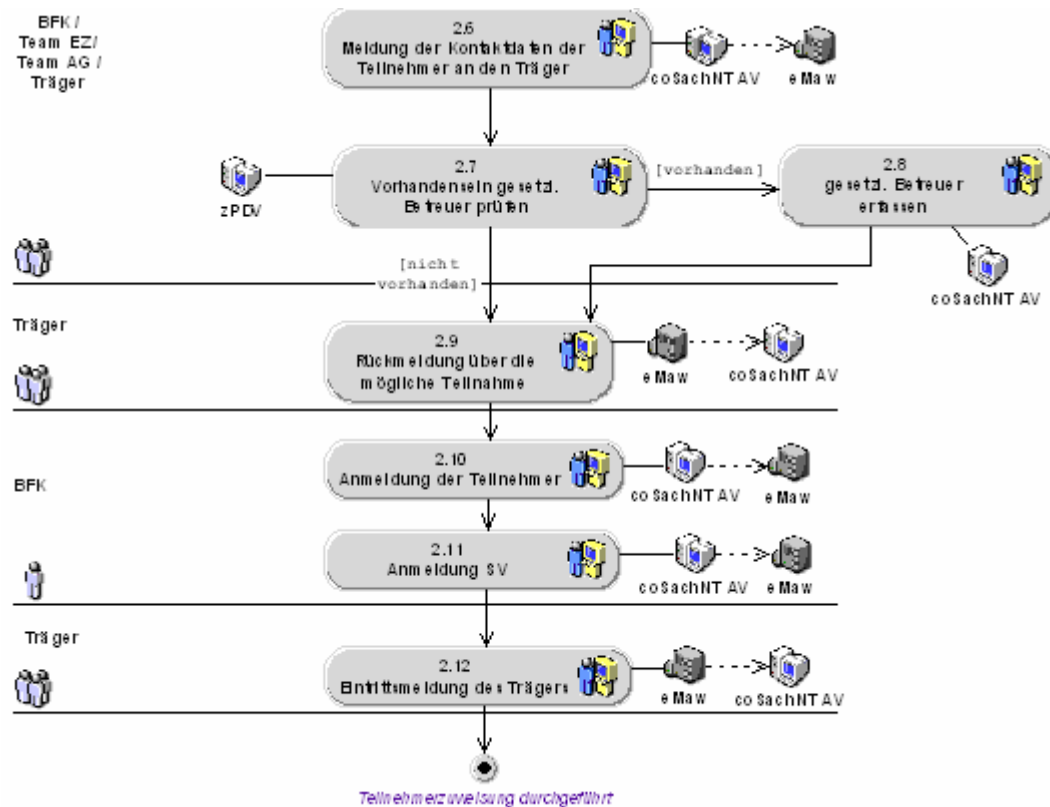 BFK /
Team EZ/
Team AG /
Träger
2.6
Meldung der Kontaktdaten der
Teilnehmer an den Träger
coSachNT AV
eMaw
2.7
Vorhandensein gesetzl.
Betreuer prüfen
zPDV
[vorhanden]
2.8
gesetzl. Betreuer
erfassen
coSachNT AV
[nicht
vorhanden]
Träger
2.9
Rückmeldung über die
mögliche Teilnahme
eMaw
coSachNT AV
BFK
2.10
Anmeldung der Teilnehmer
coSachNT AV
eMaw
2.11
Anmeldung SV
coSachNT AV
eMaw
Träger
2.12
Eintrittsmeldung des Trägers
eMaw
coSachNT AV
Teilnehmerzuweisung durchgeführt